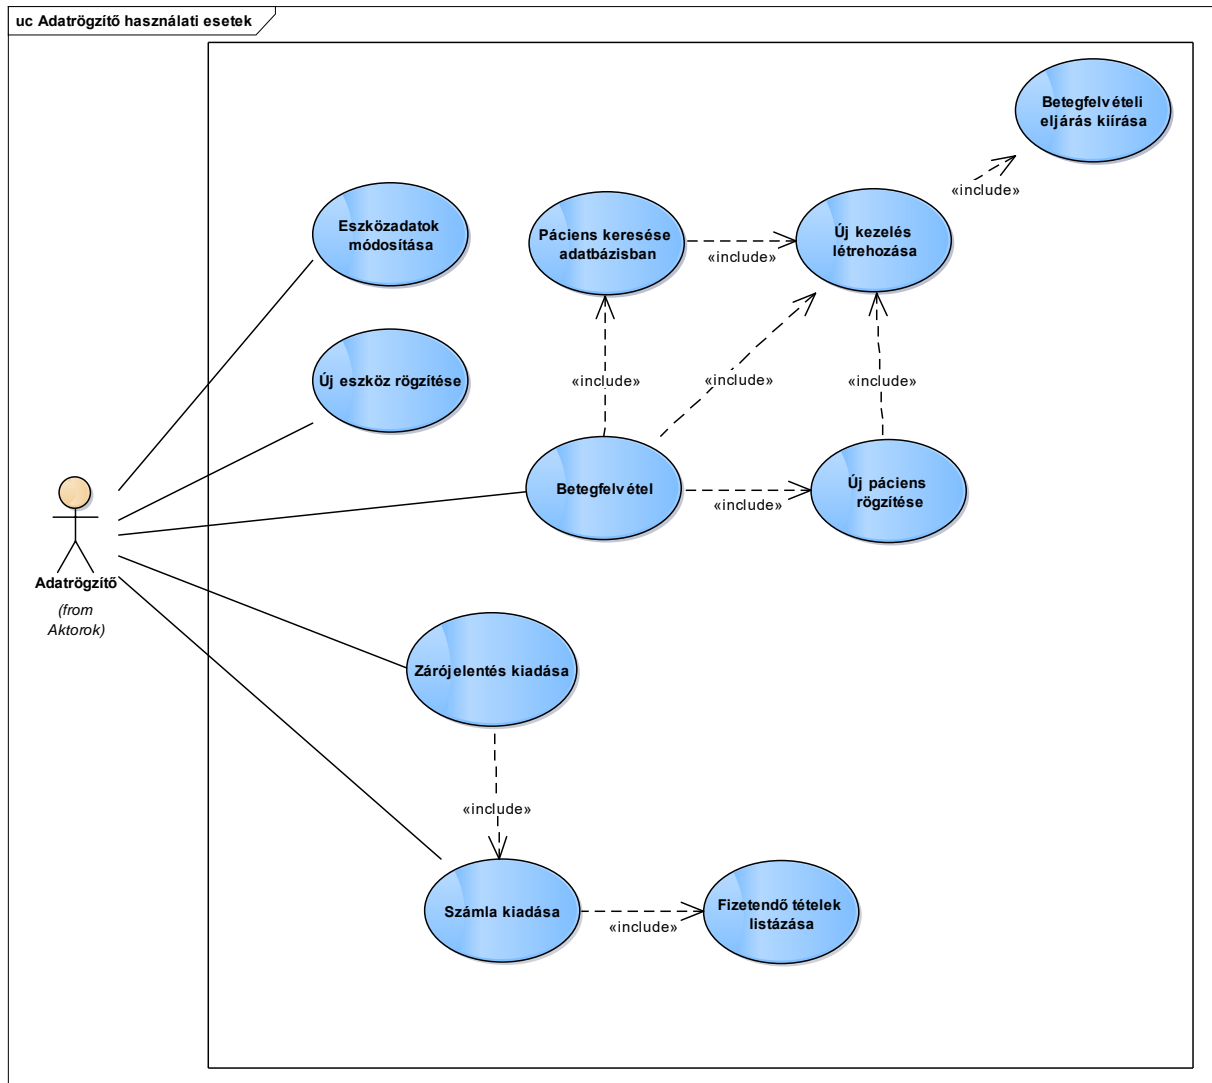 uc Adatrögzítő használati esetek
Betegfelvételi
eljárás kiírása
«include»
Eszközadatok
módosítása
Páciens keresése
adatbázisban
«include»
Új kezelés
létrehozása
Új eszköz rögzítése
«include»
«include»
«include»
Betegfelvétel
«include»
Új páciens
rögzítése
Adatrögzítő
(from
Aktorok)
Zárójelentés kiadása
«include»
Számla kiadása
«include»
Fizetendő tételek
listázása